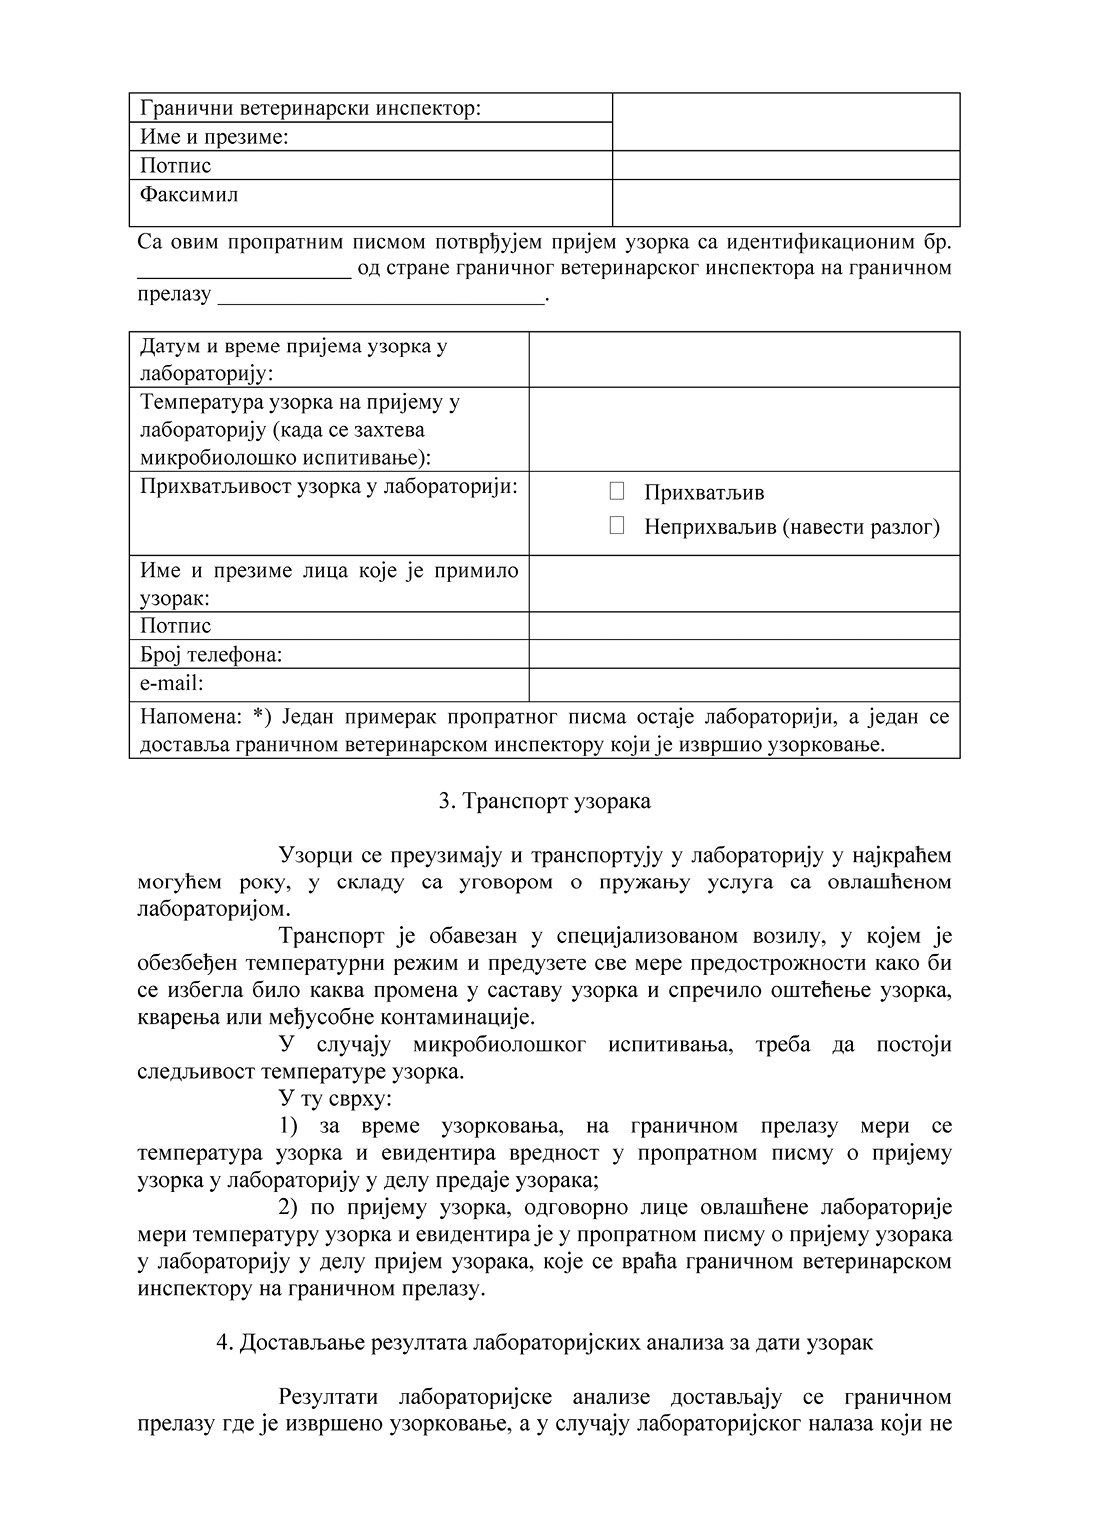 Гранични ветеринарски инспектор:
Име и презиме:
Потпис
Факсимил
Са овим пропратним писмом потврђујем пријем узорка са идентификационим бр.
___________________ од стране граничног ветеринарског инспектора на граничном
прелазу _____________________________.
Датум и време пријема узорка у
лабораторију:
Температура узорка на пријему у
лабораторију (када се захтева
микробиолошко испитивање):
Прихватљивост узорка у лабораторији:
☐ Прихватљив
☐ Неприхваљив (навести разлог)
Име и презиме лица које је примило
узорак:
Потпис
Број телефона:
e-mail:
Напомена: *) Један примерак пропратног писма остаје лабораторији, а један се
доставља граничном ветеринарском инспектору који је извршио узорковање.
3. Транспорт узорака
Узорци се преузимају и транспортују у лабораторију у најкраћем
могућем року, у складу са уговором о пружању услуга са овлашћеном
лабораторијом.
Транспорт је обавезан у специјализованом возилу, у којем је
обезбеђен температурни режим и предузете све мере предострожности како би
се избегла било каква промена у саставу узорка и спречило оштећење узорка,
кварења или међусобне контаминације.
У случају микробиолошког испитивања, треба да постоји
следљивост температуре узорка.
У ту сврху:
1) за време узорковања, на граничном прелазу мери се
температура узорка и евидентира вредност у пропратном писму о пријему
узорка у лабораторију у делу предаје узорака;
2) по пријему узорка, одговорно лице овлашћене лабораторије
мери температуру узорка и евидентира је у пропратном писму о пријему узорака
у лабораторију у делу пријем узорака, које се враћа граничном ветеринарском
инспектору на граничном прелазу.
4. Достављање резултата лабораторијских анализа за дати узорак
Резултати лабораторијске анализе достављају се граничном
прелазу где је извршено узорковање, а у случају лабораторијског налаза који не